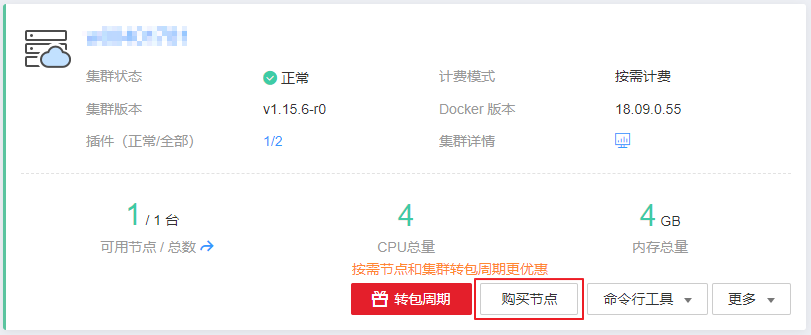 集群状态 正常 计费模式 按需计费
集群版本 v1.15.6-r0 Docker 版本 18.09.0.55
插件（正常/全部） 1/2 集群详情
1 / 1 台 4 4 GB
可用节点 / 总数 CPU总量 内存总量
按需节点和集群转包周期更优惠
转包周期 购买节点 命令行工具 更多